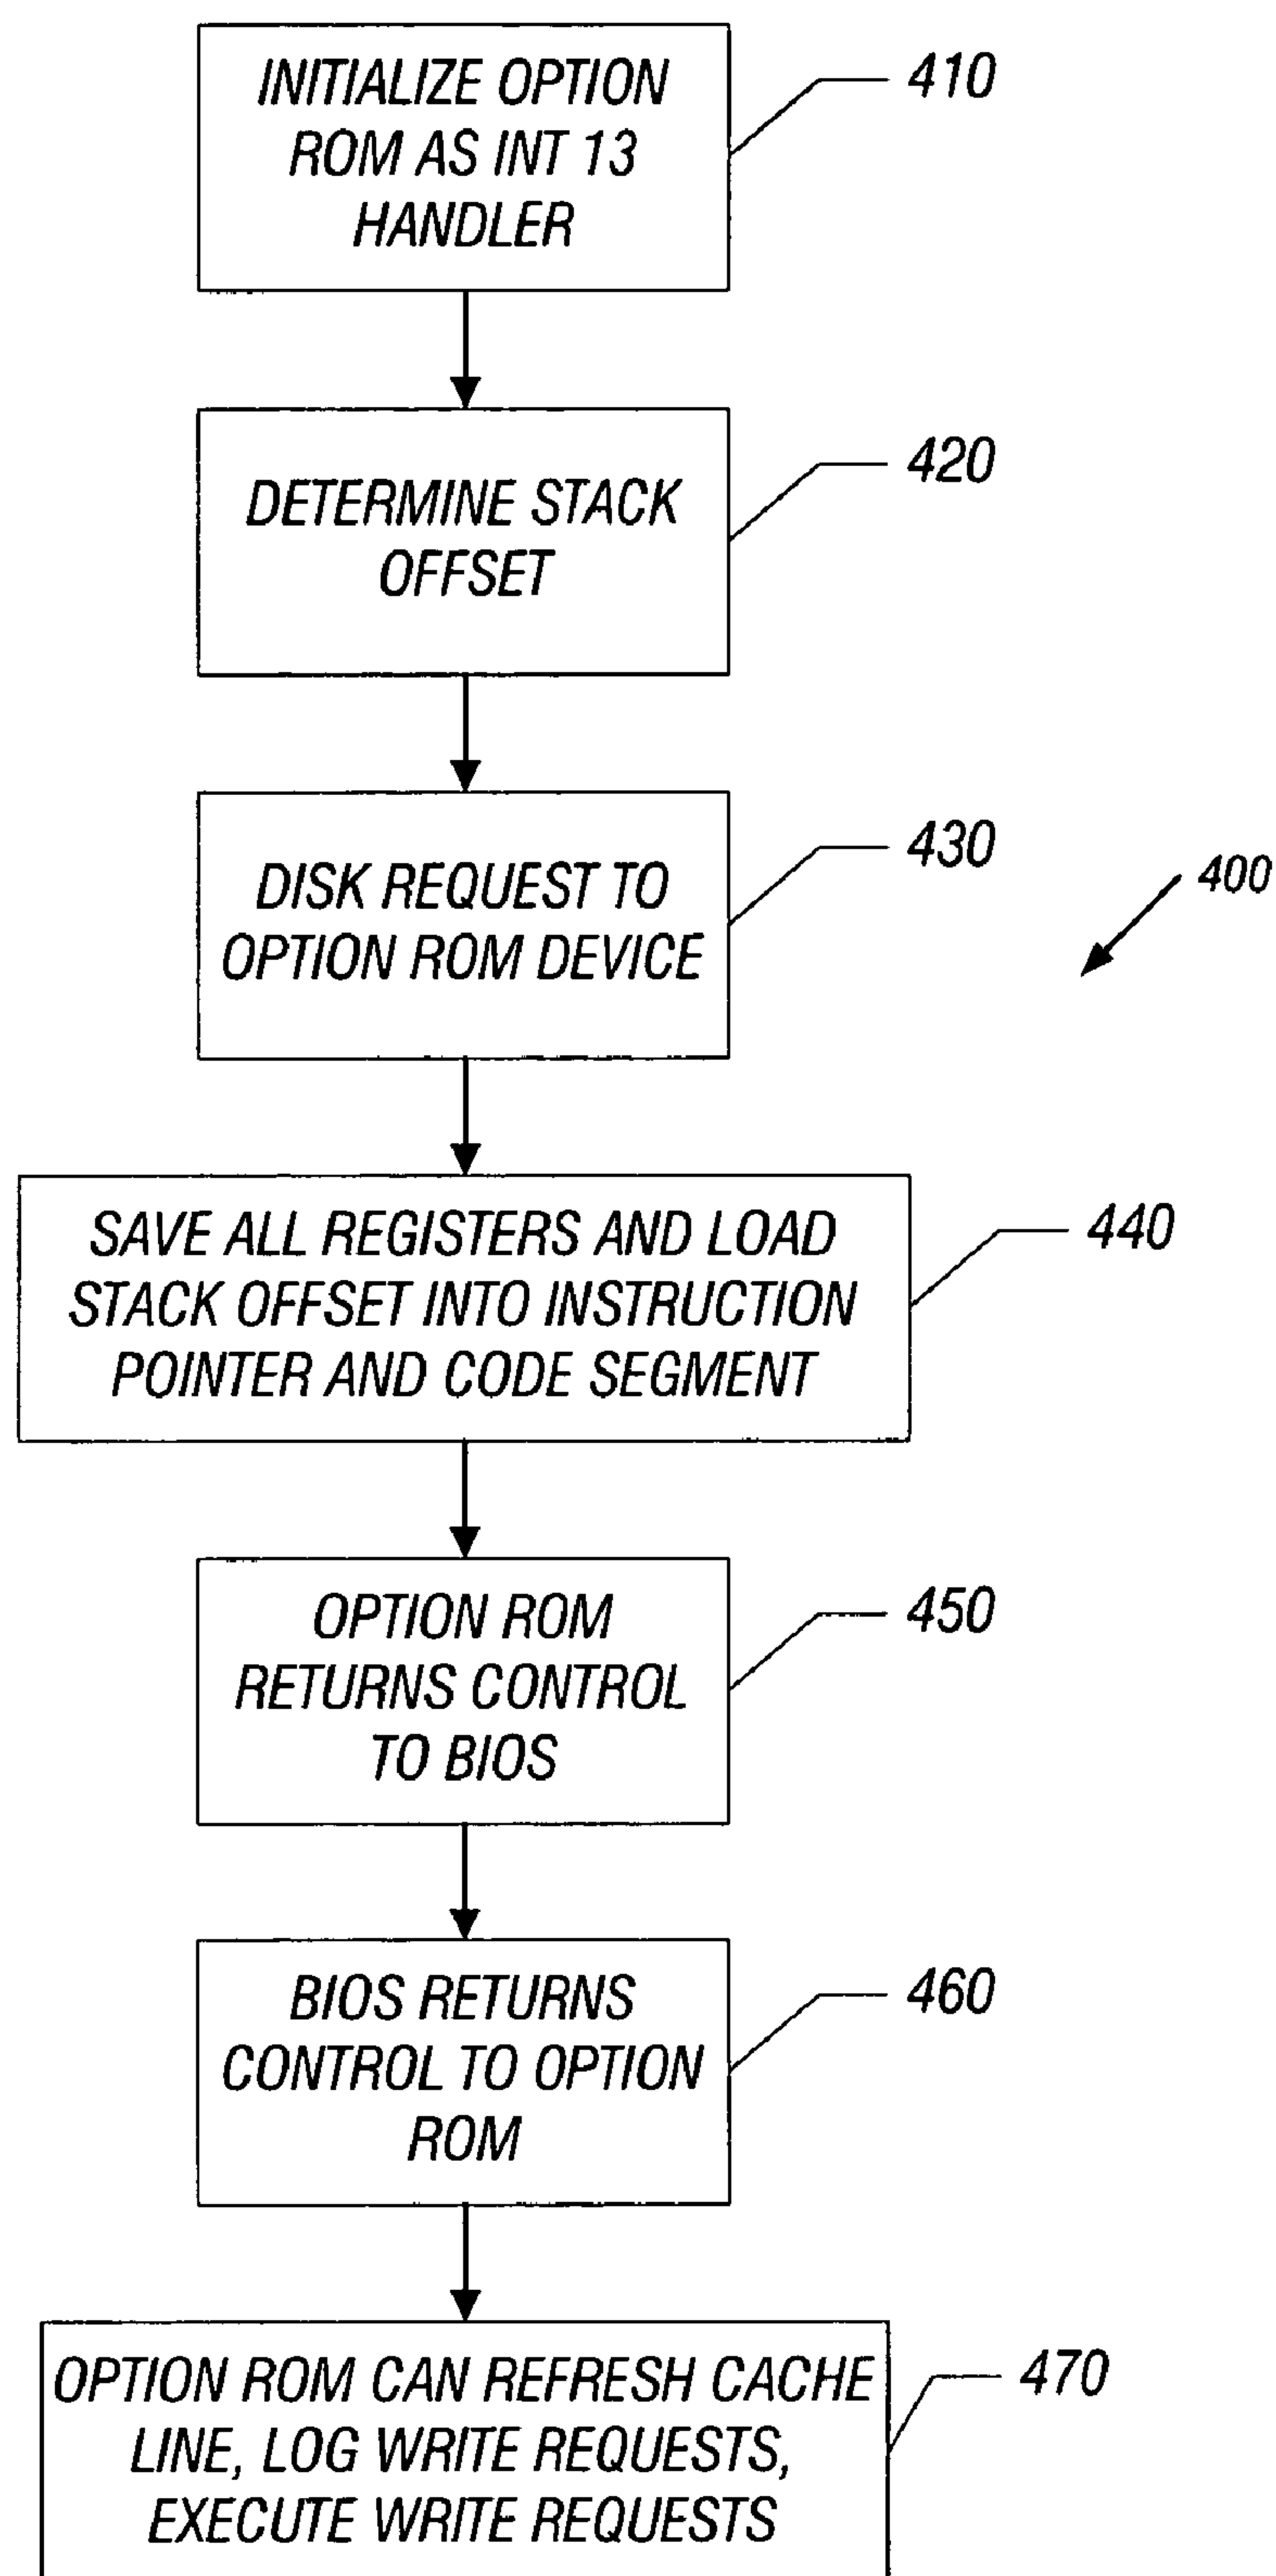 INITIALIZE OPTION
ROM AS INT 13
HANDLER
410
DETERMINE STACK
OFFSET
420
DISK REQUEST TO
OPTION ROM DEVICE
430
400
SAVE ALL REGISTERS AND LOAD
STACK OFFSET INTO INSTRUCTION
POINTER AND CODE SEGMENT
440
OPTION ROM
RETURNS CONTROL
TO BIOS
450
BIOS RETURNS
CONTROL TO OPTION
ROM
460
OPTION ROM CAN REFRESH CACHE
LINE, LOG WRITE REQUESTS,
EXECUTE WRITE REQUESTS
470